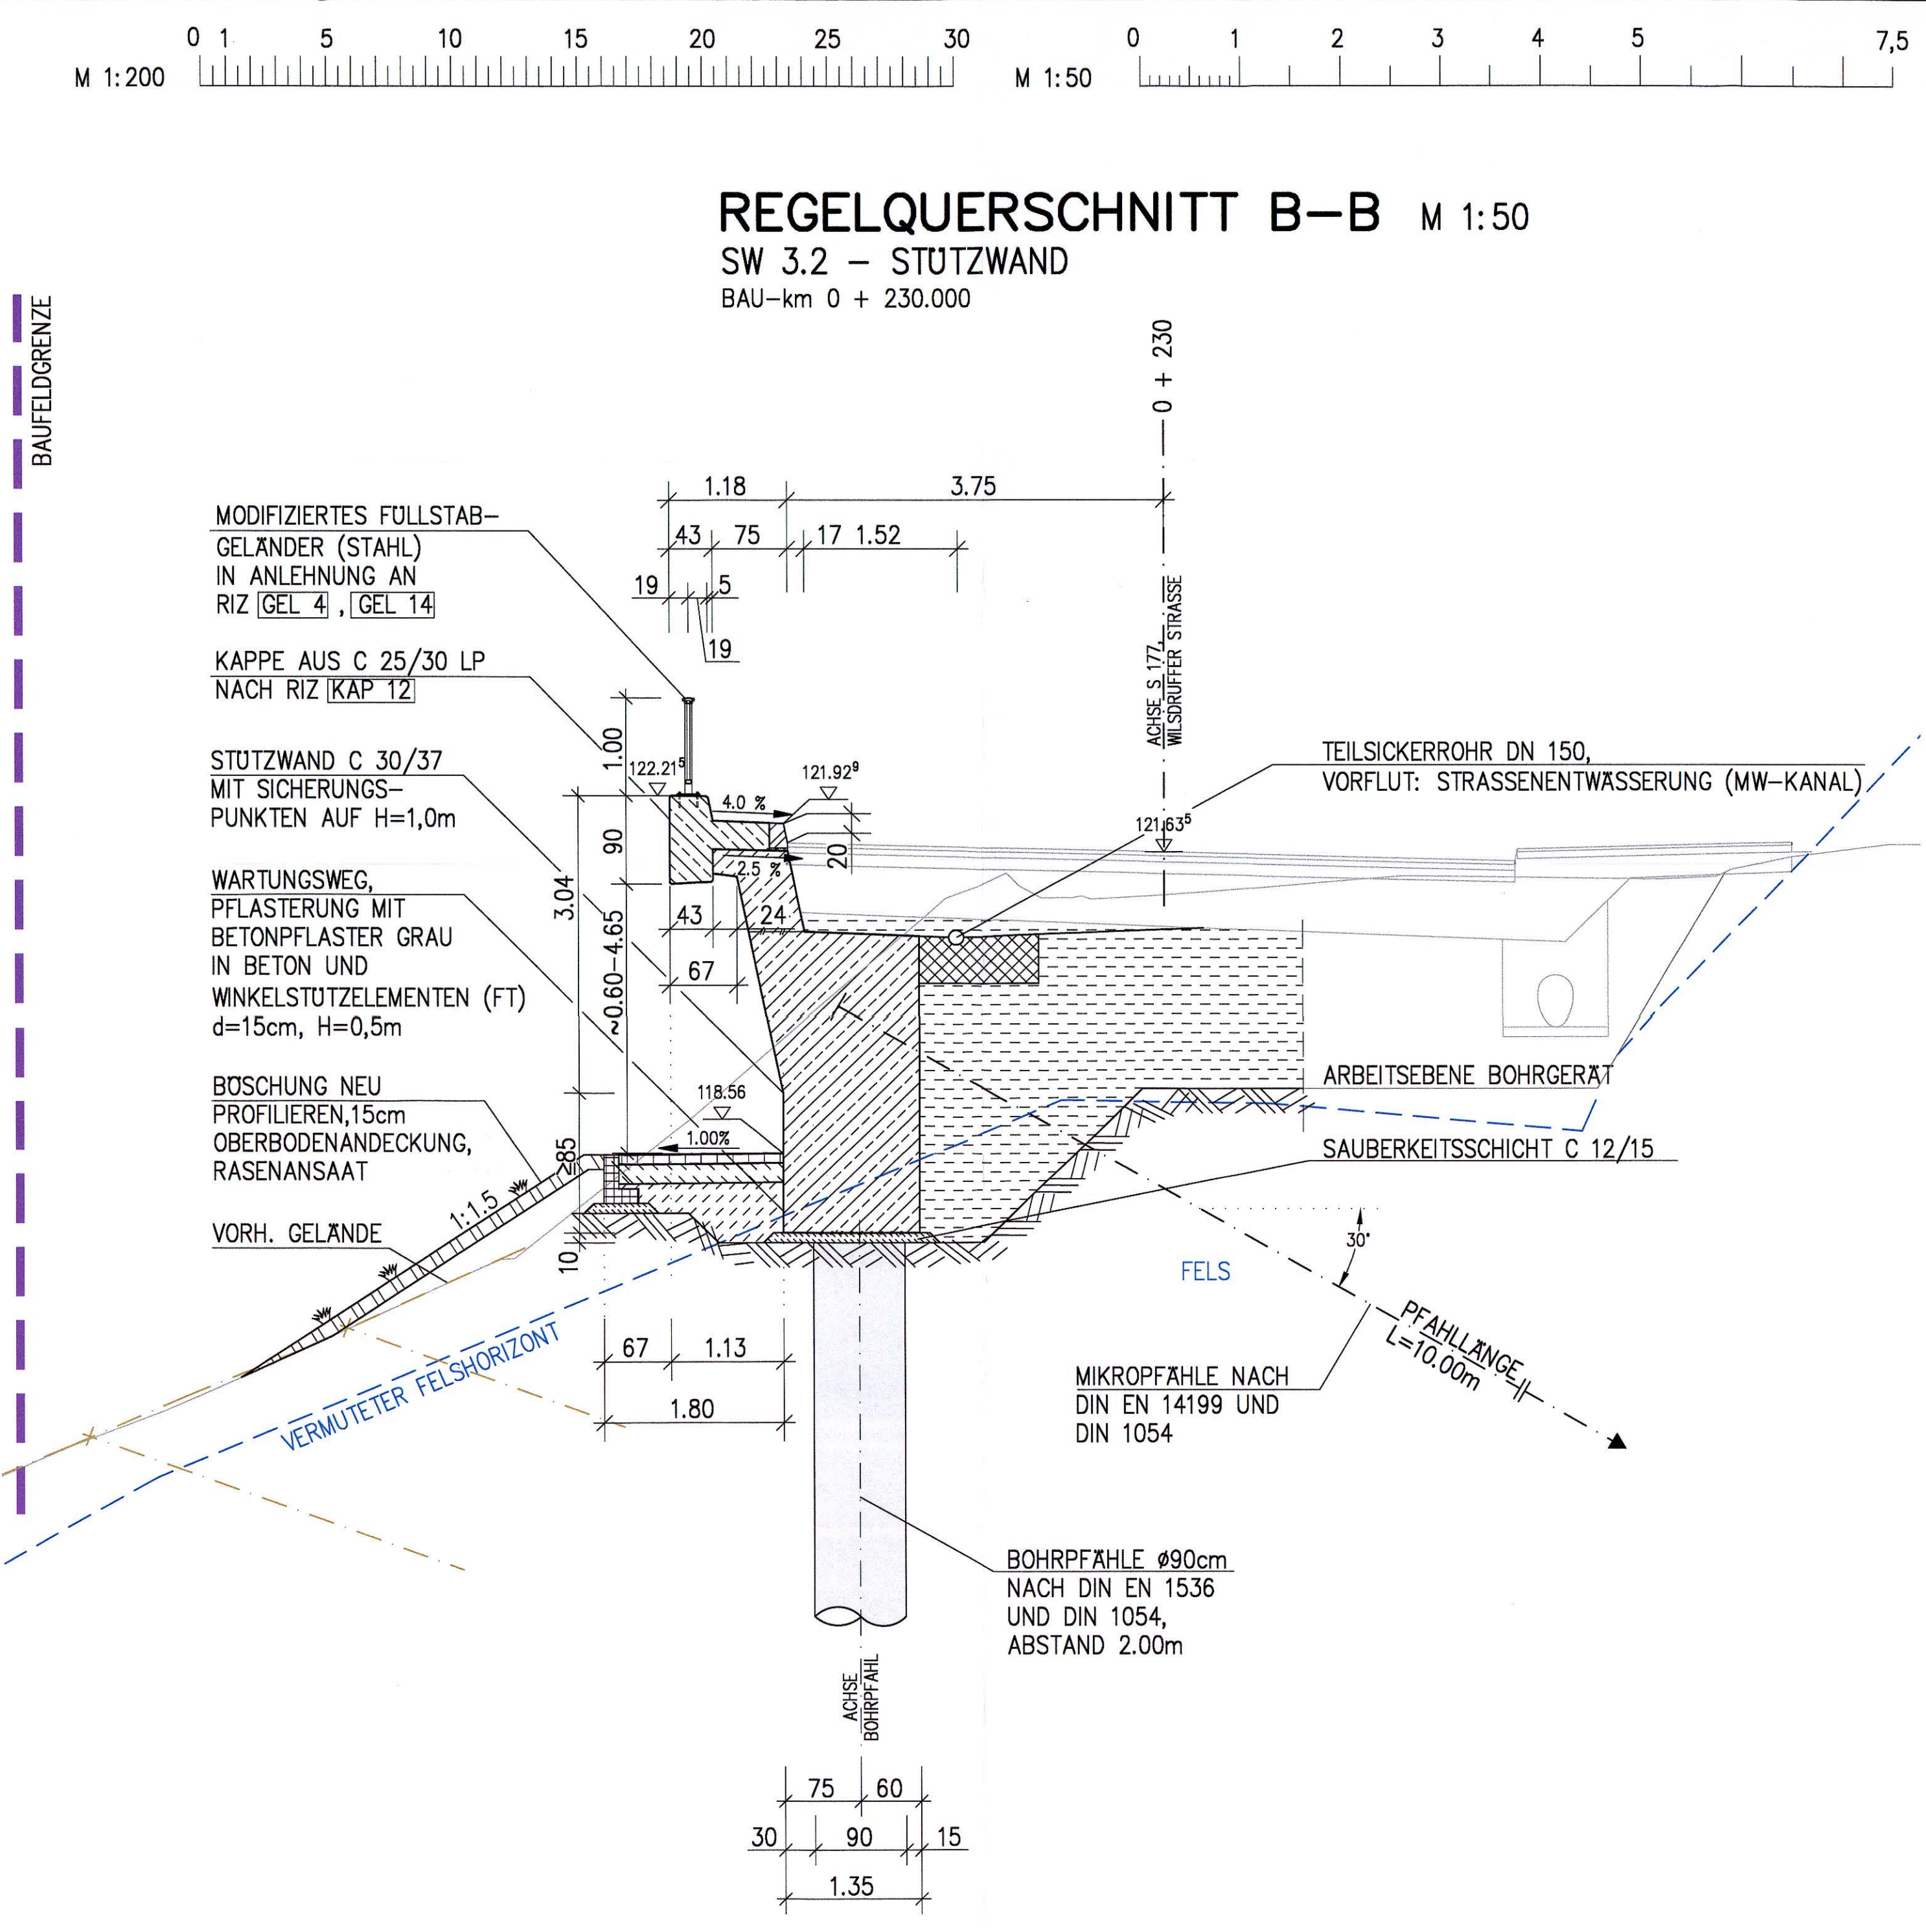 0 1 5 10 15 20 25 30
M 1:200
0 1 2 3 4 5 7,5
M 1:50
REGELQUERSCHNITT B–B M 1:50
SW 3.2 – STÜTZWAND
BAU–km 0 + 230.000
BAUFELDGRENZE
0 + 230
1.18 3.75
43 75 17 1.52
19 5
19
ACHSE S 177,
WILSDRUFFER STRASSE
MODIFIZIERTES FÜLLSTAB–
GELÄNDER (STAHL)
IN ANLEHNUNG AN
RIZ GEL 4 , GEL 14
KAPPE AUS C 25/30 LP
NACH RIZ KAP 12
STÜTZWAND C 30/37
MIT SICHERUNGS–
PUNKTEN AUF H=1,0m
WARTUNGSWEG,
PFLASTERUNG MIT
BETONPFLASTER GRAU
IN BETON UND
WINKELSTÜTZELEMENTEN (FT)
d=15cm, H=0,5m
BÖSCHUNG NEU
PROFILIEREN,15cm
OBERBODENANDECKUNG,
RASENANSAAT
VORH. GELÄNDE
1.00
122.21⁵
121.92⁹
4.0 %
90
2.5 %
20
121.63⁵
3.04
43 24
67
~0.60–4.65
118.56
1.00%
≥85
1:1.5
10
TEILSICKERROHR DN 150,
VORFLUT: STRASSENENTWÄSSERUNG (MW–KANAL)
ARBEITSEBENE BOHRGERÄT
SAUBERKEITSSCHICHT C 12/15
30°
FELS
VERMUTETER FELSHORIZONT
67 1.13
1.80
PFAHLLÄNGE
L=10.00m
MIKROPFÄHLE NACH
DIN EN 14199 UND
DIN 1054
BOHRPFÄHLE ø90cm
NACH DIN EN 1536
UND DIN 1054,
ABSTAND 2.00m
ACHSE
BOHRPFAHL
75 60
30 90 15
1.35